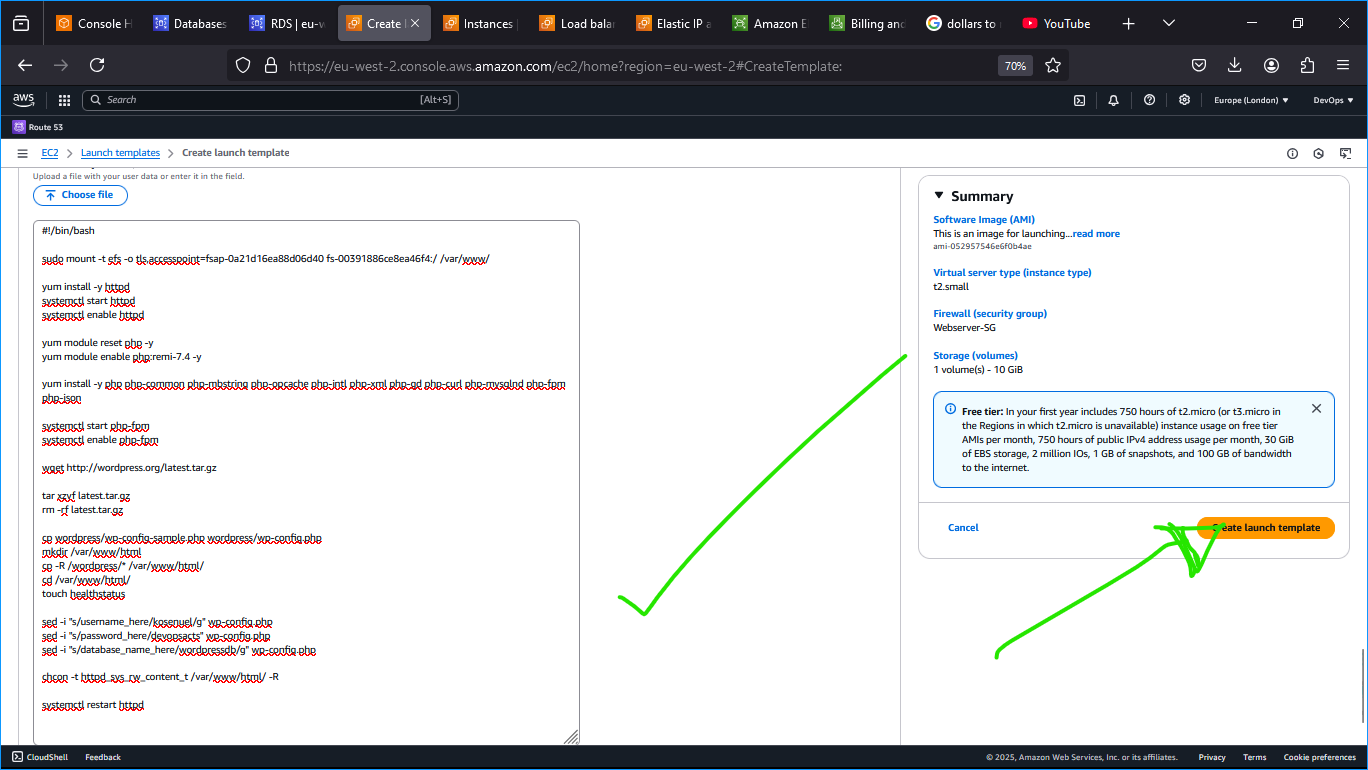 Console H
Databases
RDS | eu-w
Create
Instances
Load balan
Elastic IP a
Amazon E
Billing and
dollars to
YouTube
https://eu-west-2.console.aws.amazon.com/ec2/home?region=eu-west-2#CreateTemplate:
70%
aws
Search
[Alt+S]
Europe (London)
DevOps
Route 53
EC2 > Launch templates > Create launch template
Upload a file with your user data or enter it in the field.
Choose file
#!/bin/bash
sudo mount -t efs -o tls,accesspoint=fsap-0a21d16ea88d06d40 fs-00391886ce8ea46f4:/ /var/www/
yum install -y httpd
systemctl start httpd
systemctl enable httpd
yum module reset php -y
yum module enable php:remi-7.4 -y
yum install -y php php-common php-mbstring php-opcache php-intl php-xml php-gd php-curl php-mysqlnd php-fpm
php-json
systemctl start php-fpm
systemctl enable php-fpm
wget http://wordpress.org/latest.tar.gz
tar xzvf latest.tar.gz
rm -rf latest.tar.gz
cp wordpress/wp-config-sample.php wordpress/wp-config.php
mkdir /var/www/html
cp -R /wordpress/* /var/www/html/
cd /var/www/html/
touch healthstatus
sed -i "s/username_here/kosenuel/g" wp-config.php
sed -i "s/password_here/devopsacts" wp-config.php
sed -i "s/database_name_here/wordpressdb/g" wp-config.php
chcon -t httpd_sys_rw_content_t /var/www/html/ -R
systemctl restart httpd
Summary
Software Image (AMI)
This is an image for launching...read more
ami-052957546e6f0b4ae
Virtual server type (instance type)
t2.small
Firewall (security group)
Webserver-SG
Storage (volumes)
1 volume(s) - 10 GiB
Free tier: In your first year includes 750 hours of t2.micro (or t3.micro in
the Regions in which t2.micro is unavailable) instance usage on free tier
AMIs per month, 750 hours of public IPv4 address usage per month, 30 GiB
of EBS storage, 2 million IOs, 1 GB of snapshots, and 100 GB of bandwidth
to the internet.
Cancel
Create launch template
CloudShell
Feedback
© 2025, Amazon Web Services, Inc. or its affiliates.
Privacy
Terms
Cookie preferences